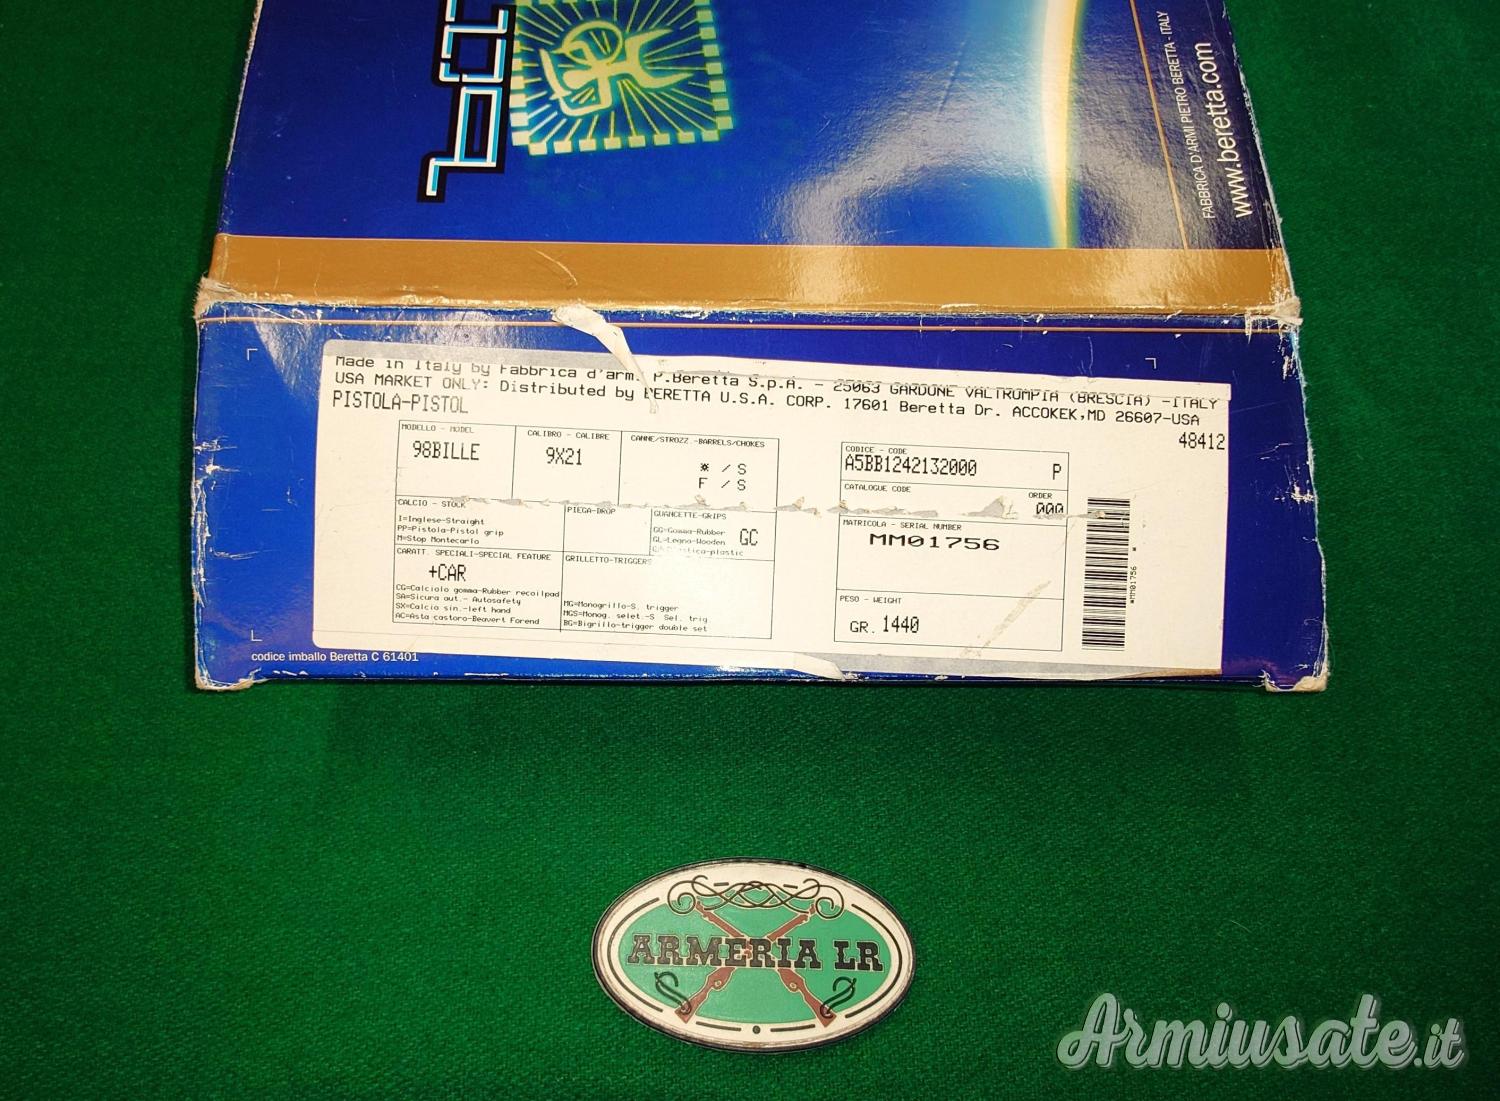 FABBRICA D'ARMI PIETRO BERETTA - ITALY
www.beretta.com
Made in Italy by Fabbrica d'arm. P.Beretta S.p.A. - 25063 GARDONE VALTROMPIA (BRESCIA) -ITALY
USA MARKET ONLY: Distributed by BERETTA U.S.A. CORP. 17601 Beretta Dr. ACCOKEK,MD 26607-USA
PISTOLA-PISTOL
48412
MODELLO - MODEL
98BILLE
CALIBRO - CALIBRE
9X21
CANNE/STROZZ.-BARRELS/CHOKES
* / S
F / S
CODICE - CODE
A5BB1242132000 P
CATALOGUE CODE
ORDER
000
CALCIO - STOCK
I=Inglese-Straight
PP=Pistola-Pistol grip
M=Stop Montecarlo
PIEGA-DROP
GUANCETTE-GRIPS
GG=Gomma-Rubber
GL=Legno-Wooden
GP=Plastica-plastic
GC
MATRICOLA - SERIAL NUMBER
MM01756
CARATT. SPECIALI-SPECIAL FEATURE
+CAR
CG=Calciolo gomma-Rubber recoilpad
SA=Sicura aut.- Autosafety
SX=Calcio sin.-left hand
AC=Asta castoro-Beavert Forend
GRILLETTO-TRIGGERS
MG=Monogrillo-S. trigger
MGS=Monog. selet.-S Sel. trig
BG=Bigrillo-trigger double set
PESO - WEIGHT
GR. 1440
*MM01756 *
codice imballo Beretta C 61401
ARMERIA LR
Armiusate.it